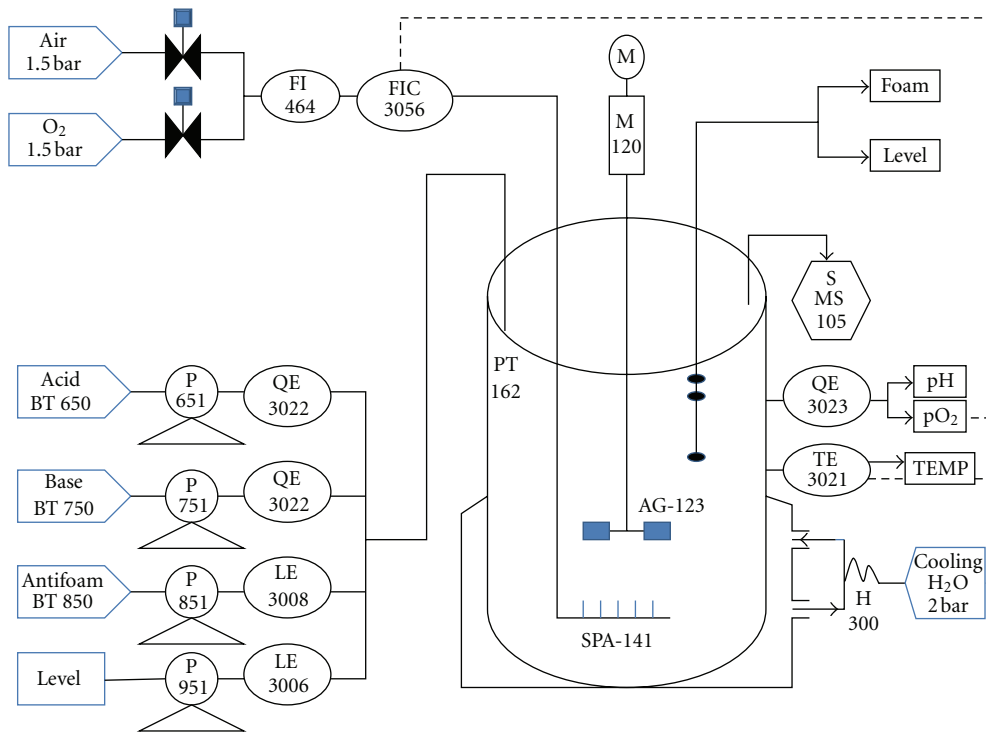 Air
1.5 bar
O₂
1.5 bar
FI
464
FIC
3056
M
M
120
Foam
Level
S
MS
105
PT
162
Acid
BT 650
P
651
QE
3022
QE
3023
pH
pO₂
TE
3021
TEMP
Base
BT 750
P
751
QE
3022
AG-123
Antifoam
BT 850
P
851
LE
3008
Cooling
H₂O
2 bar
H
300
SPA-141
Level
P
951
LE
3006